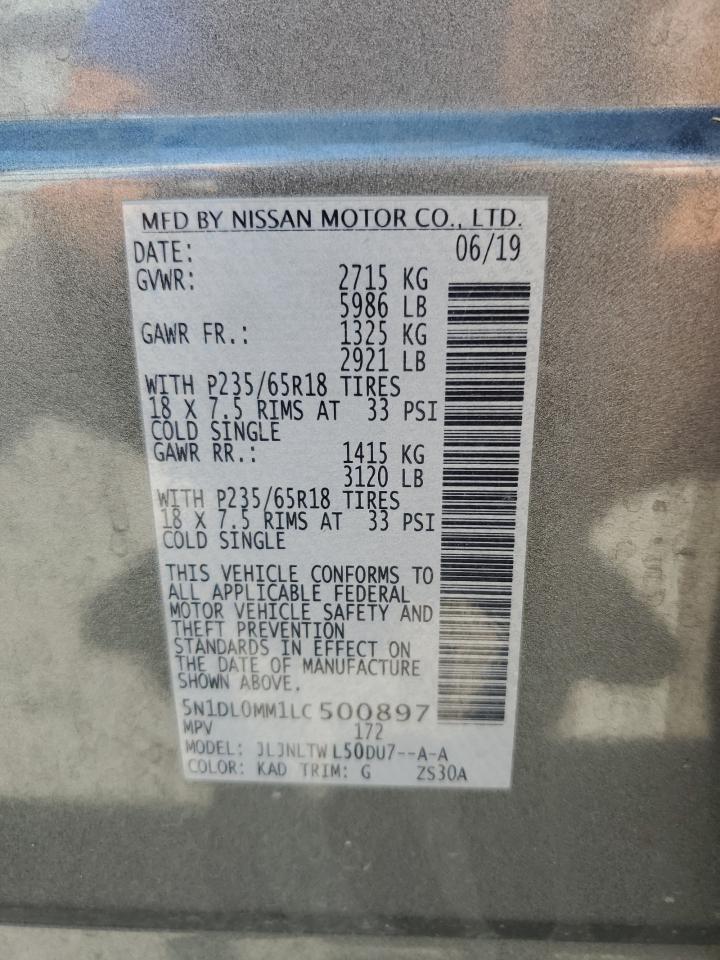 MFD BY NISSAN MOTOR CO., LTD.
DATE: 06/19
GVWR: 2715 KG
5986 LB
GAWR FR.: 1325 KG
2921 LB
WITH P235/65R18 TIRES
18 X 7.5 RIMS AT 33 PSI
COLD SINGLE
GAWR RR.: 1415 KG
3120 LB
WITH P235/65R18 TIRES
18 X 7.5 RIMS AT 33 PSI
COLD SINGLE
THIS VEHICLE CONFORMS TO
ALL APPLICABLE FEDERAL
MOTOR VEHICLE SAFETY AND
THEFT PREVENTION
STANDARDS IN EFFECT ON
THE DATE OF MANUFACTURE
SHOWN ABOVE.
5N1DL0MM1LC 500897
MPV 172
MODEL: JLJNLTW L50DU7--A-A
COLOR: KAD TRIM: G ZS30A